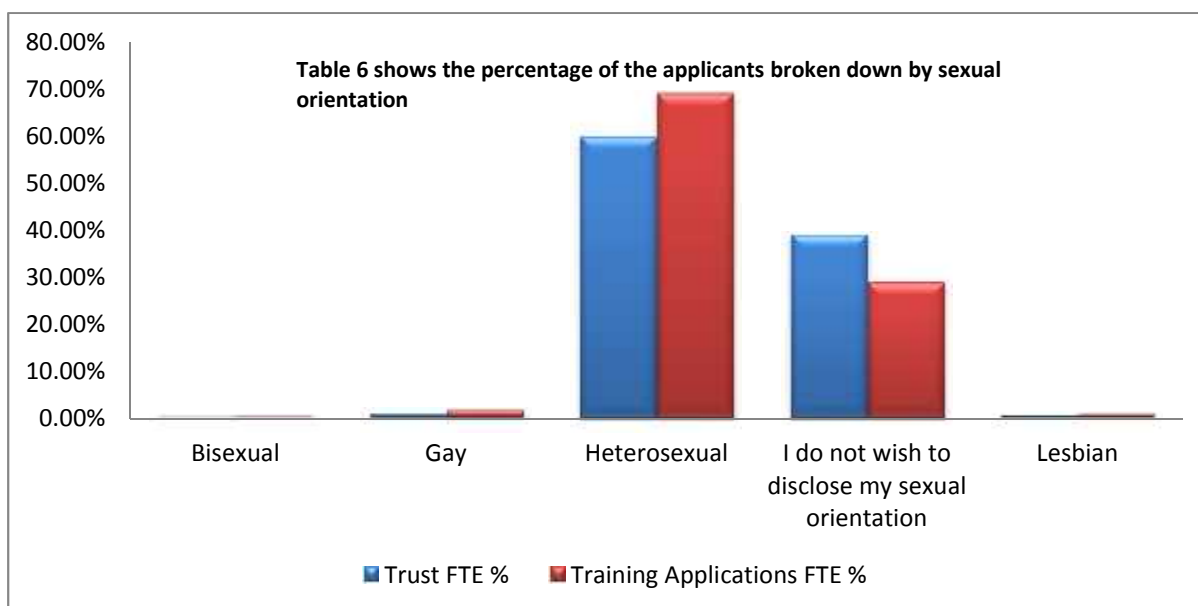 80.00%
70.00%
60.00%
50.00%
40.00%
30.00%
20.00%
10.00%
0.00%
Table 6 shows the percentage of the applicants broken down by sexual
orientation
Bisexual
Gay
Heterosexual
I do not wish to
disclose my sexual
orientation
Lesbian
Trust FTE %
Training Applications FTE %